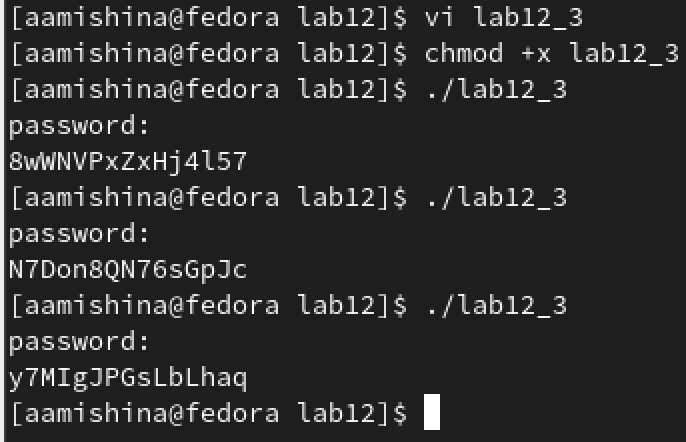 [aamishina@fedora lab12]$ vi lab12_3
[aamishina@fedora lab12]$ chmod +x lab12_3
[aamishina@fedora lab12]$ ./lab12_3
password:
8wWNVPxZxHj4l57
[aamishina@fedora lab12]$ ./lab12_3
password:
N7Don8QN76sGpJc
[aamishina@fedora lab12]$ ./lab12_3
password:
y7MIgJPGsLbLhaq
[aamishina@fedora lab12]$